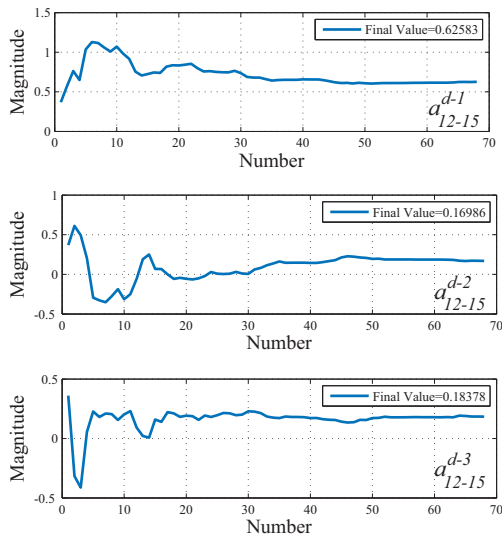 1.5
1
0.5
0
Magnitude
Final Value=0.62583
a^{d-1}_{12-15}
0 10 20 30 40 50 60 70
Number
1
0.5
0
-0.5
Magnitude
Final Value=0.16986
a^{d-2}_{12-15}
0 10 20 30 40 50 60 70
Number
0.5
0
-0.5
Magnitude
Final Value=0.18378
a^{d-3}_{12-15}
0 10 20 30 40 50 60 70
Number